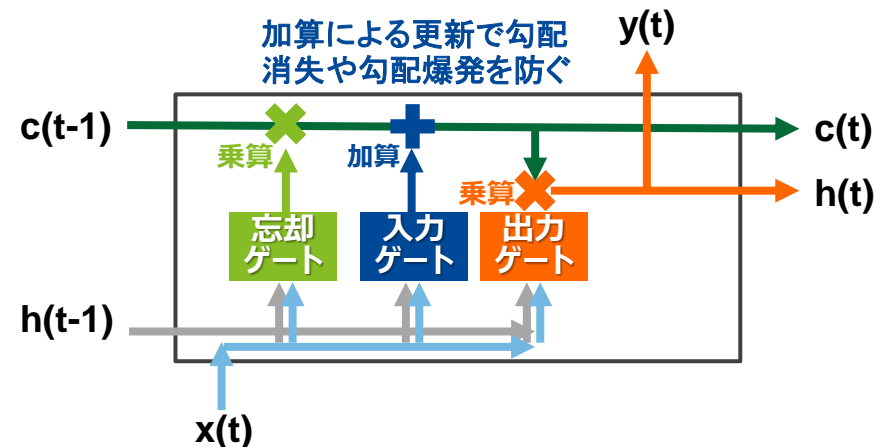 加算による更新で勾配
消失や勾配爆発を防ぐ
y(t)
c(t-1)
c(t)
乗算
加算
乗算
h(t)
忘却
ゲート
入力
ゲート
出力
ゲート
h(t-1)
x(t)